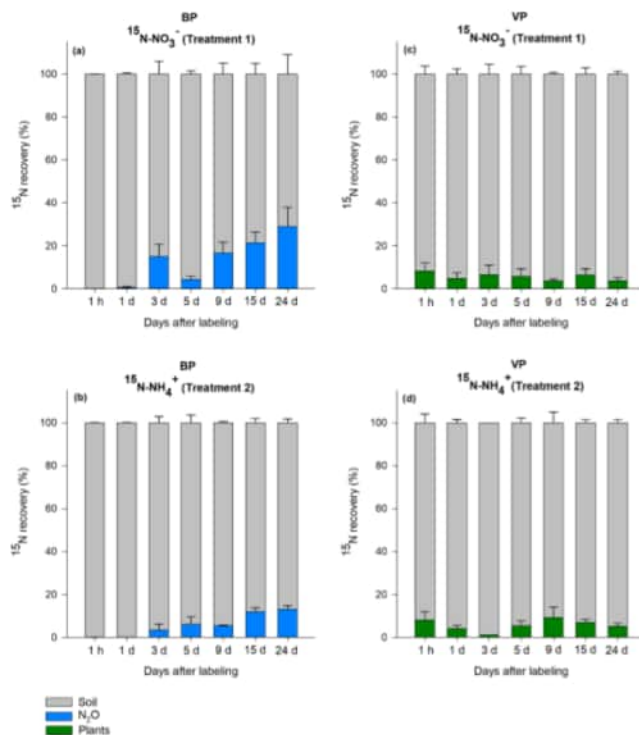 BP
¹⁵N-NO₃⁻ (Treatment 1)
(a)
¹⁵N recovery (%)
100
80
60
40
20
0
1 h 1 d 3 d 5 d 9 d 15 d 24 d
Days after labeling
VP
¹⁵N-NO₃⁻ (Treatment 1)
(c)
¹⁵N recovery (%)
100
80
60
40
20
0
1 h 1 d 3 d 5 d 9 d 15 d 24 d
Days after labeling
BP
¹⁵N-NH₄⁺ (Treatment 2)
(b)
¹⁵N recovery (%)
100
80
60
40
20
0
1 h 1 d 3 d 5 d 9 d 15 d 24 d
Days after labeling
VP
¹⁵N-NH₄⁺ (Treatment 2)
(d)
¹⁵N recovery (%)
100
80
60
40
20
0
1 h 1 d 3 d 5 d 9 d 15 d 24 d
Days after labeling
Soil
N₂O
Plants